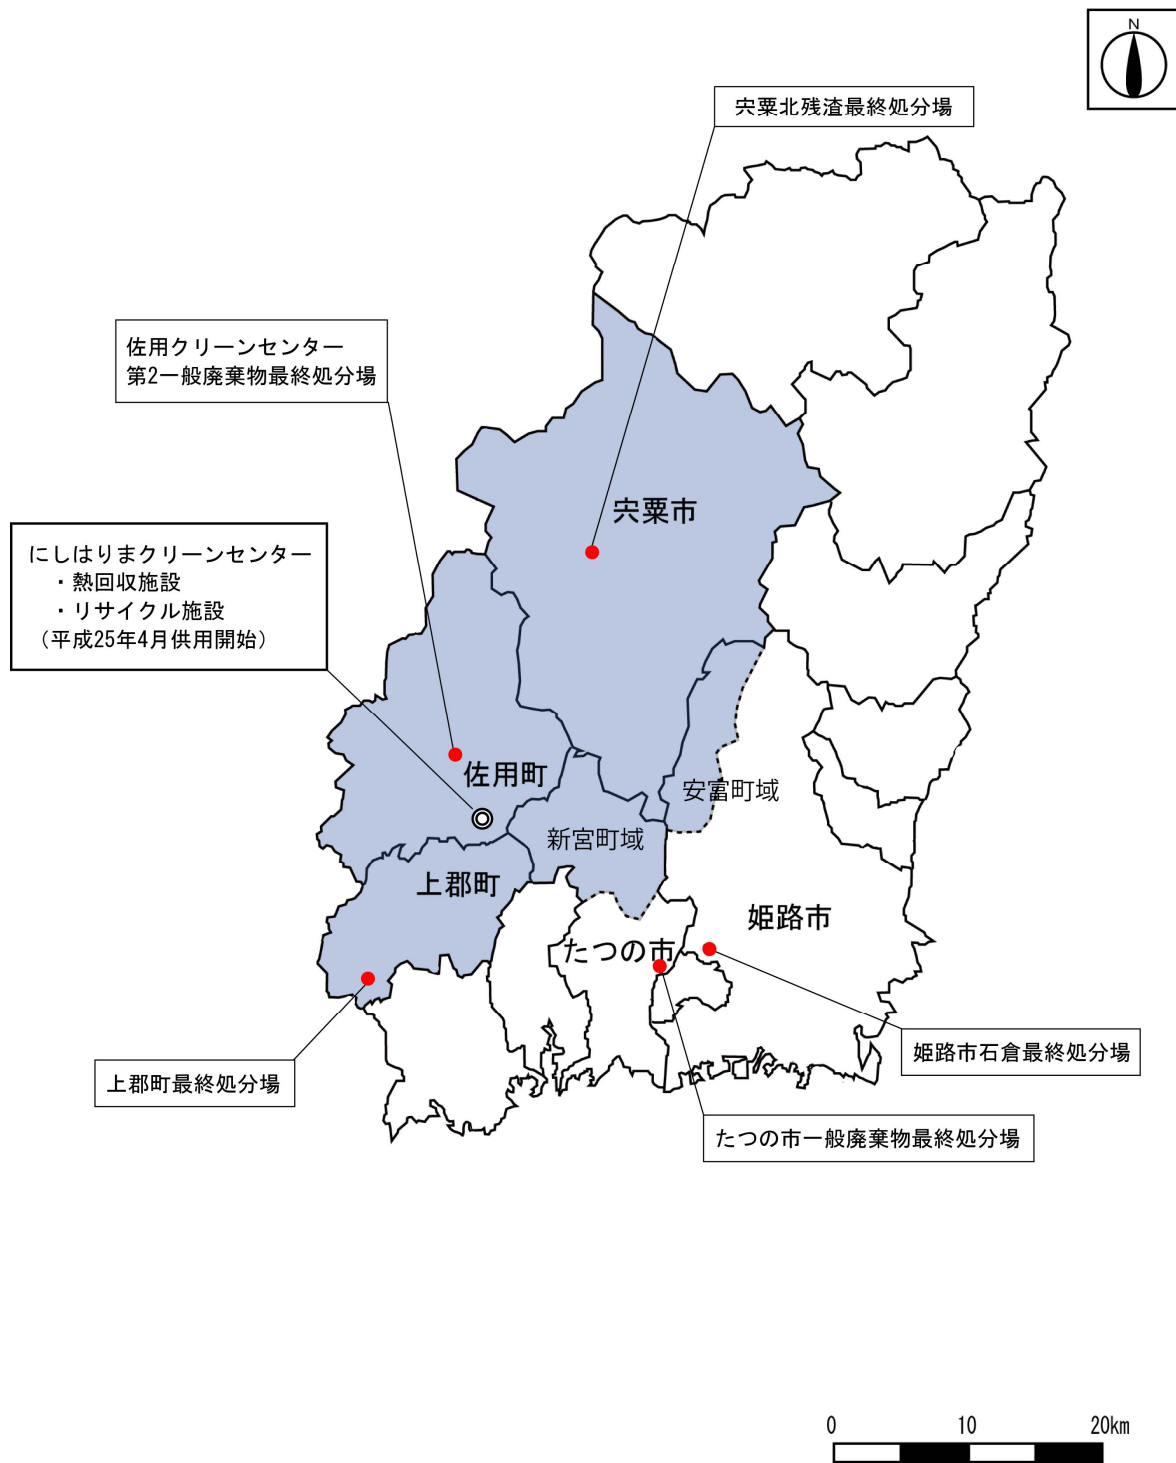 N
宍粟北残渣最終処分場
佐用クリーンセンター
第2一般廃棄物最終処分場
宍粟市
にしはりまクリーンセンター
・熱回収施設
・リサイクル施設
（平成25年4月供用開始）
佐用町
安富町域
新宮町域
上郡町
姫路市
たつの市
姫路市石倉最終処分場
上郡町最終処分場
たつの市一般廃棄物最終処分場
0 10 20km